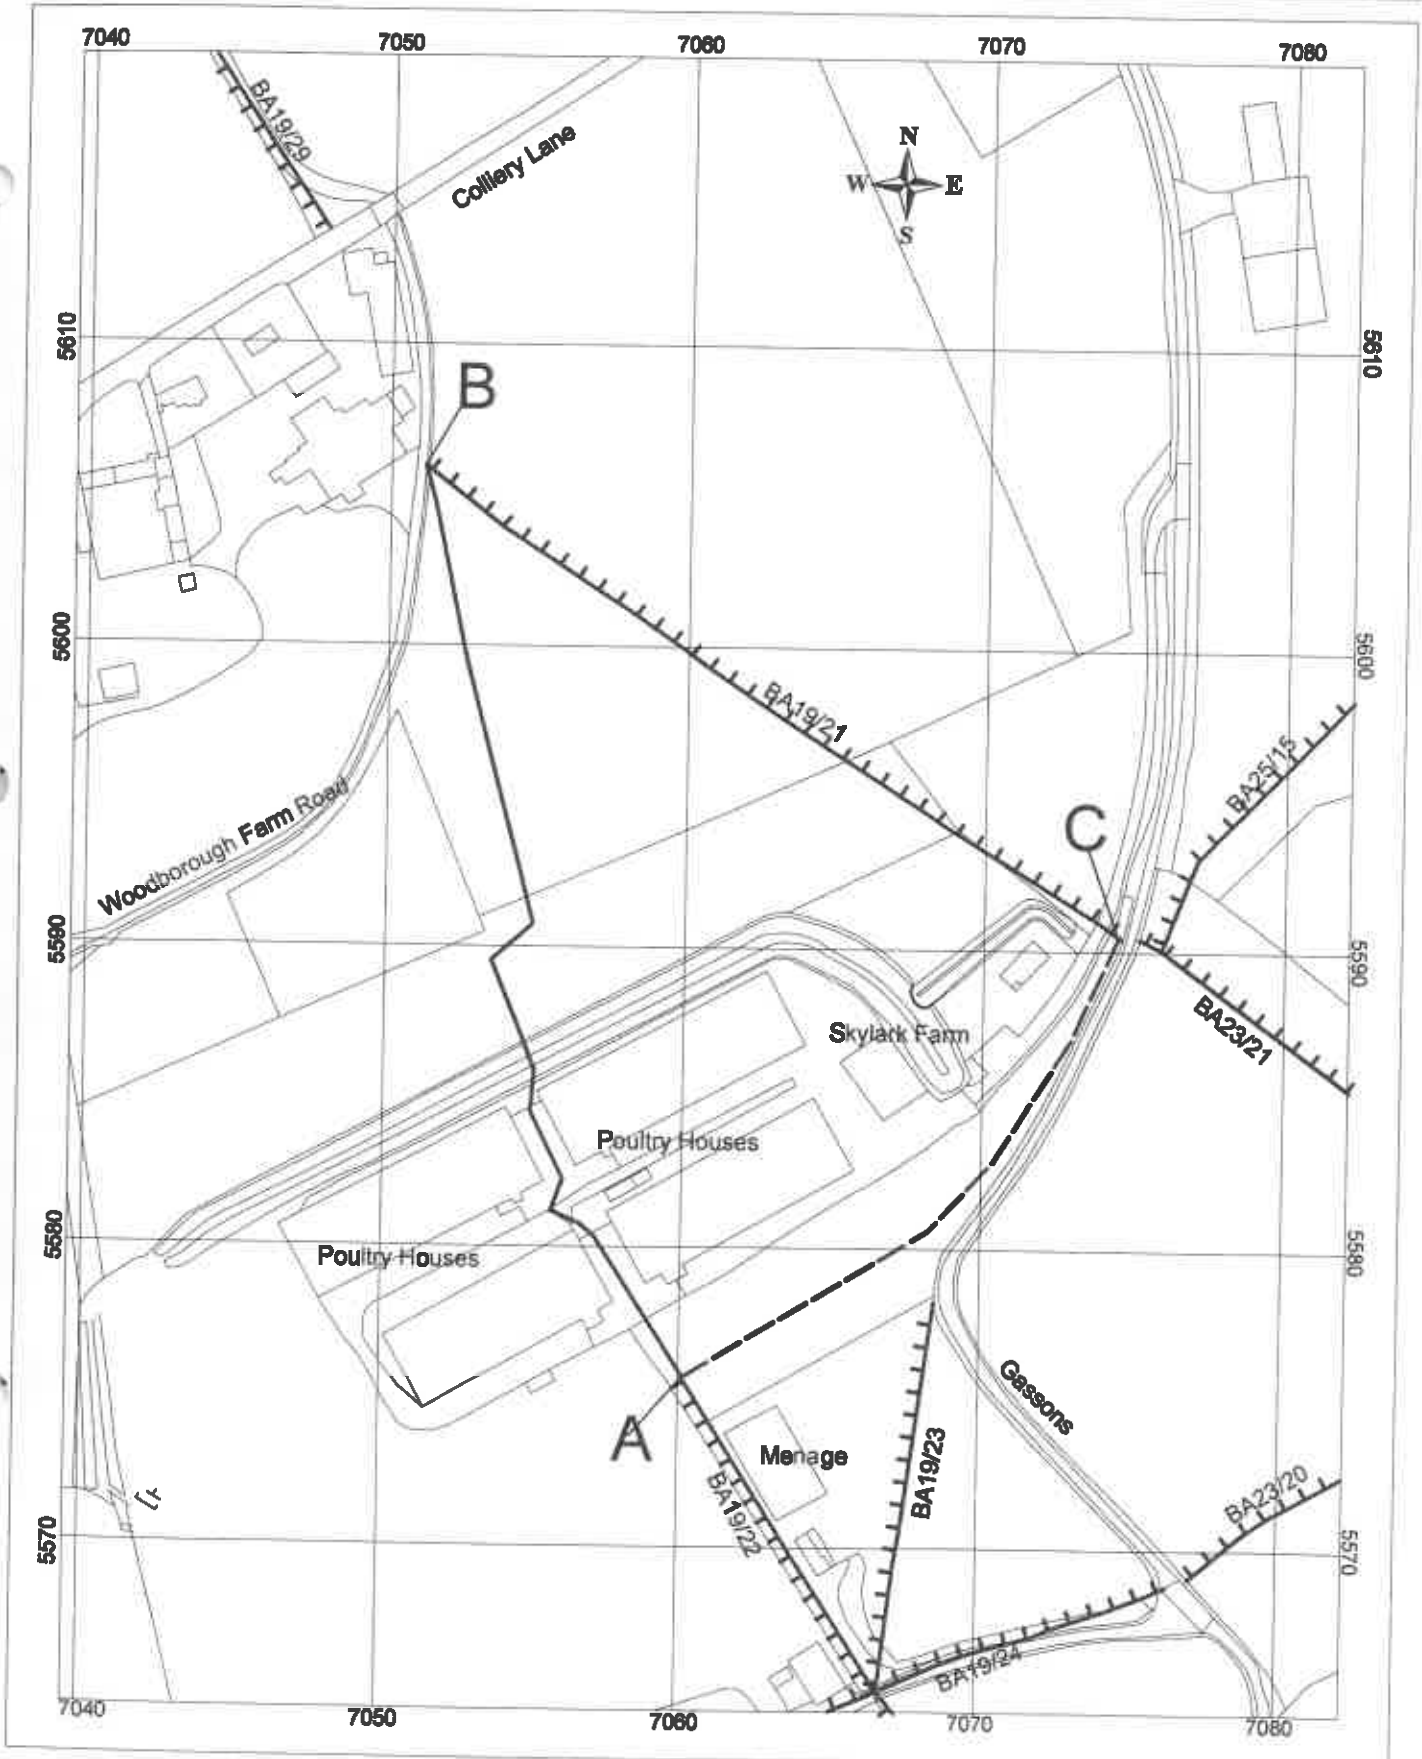 7040
7050
7060
7070
7080
BA19/29
Colliery Lane
N
W
E
S
5610
5610
B
5600
5600
BA19/21
BA25/15
C
Woodborough Farm Road
5590
5590
Skylark Farm
BA23/21
Poultry Houses
5580
Poultry Houses
5580
Gassons
A
Menage
BA19/23
BA19/22
BA23/20
5570
5570
BA19/24
7040
7050
7060
7070
7080